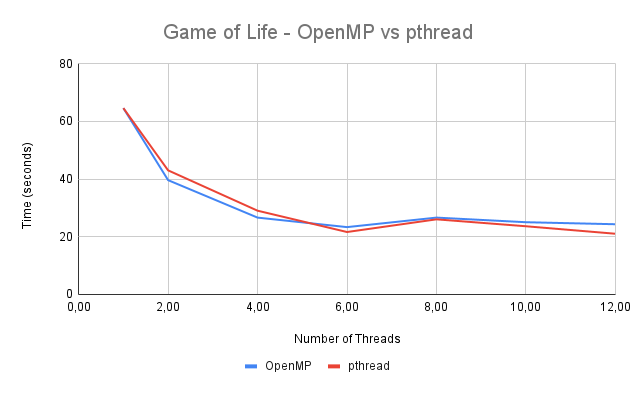 Game of Life - OpenMP vs pthread
80
60
40
20
0
Time (seconds)
0,00 2,00 4,00 6,00 8,00 10,00 12,00
Number of Threads
OpenMP pthread